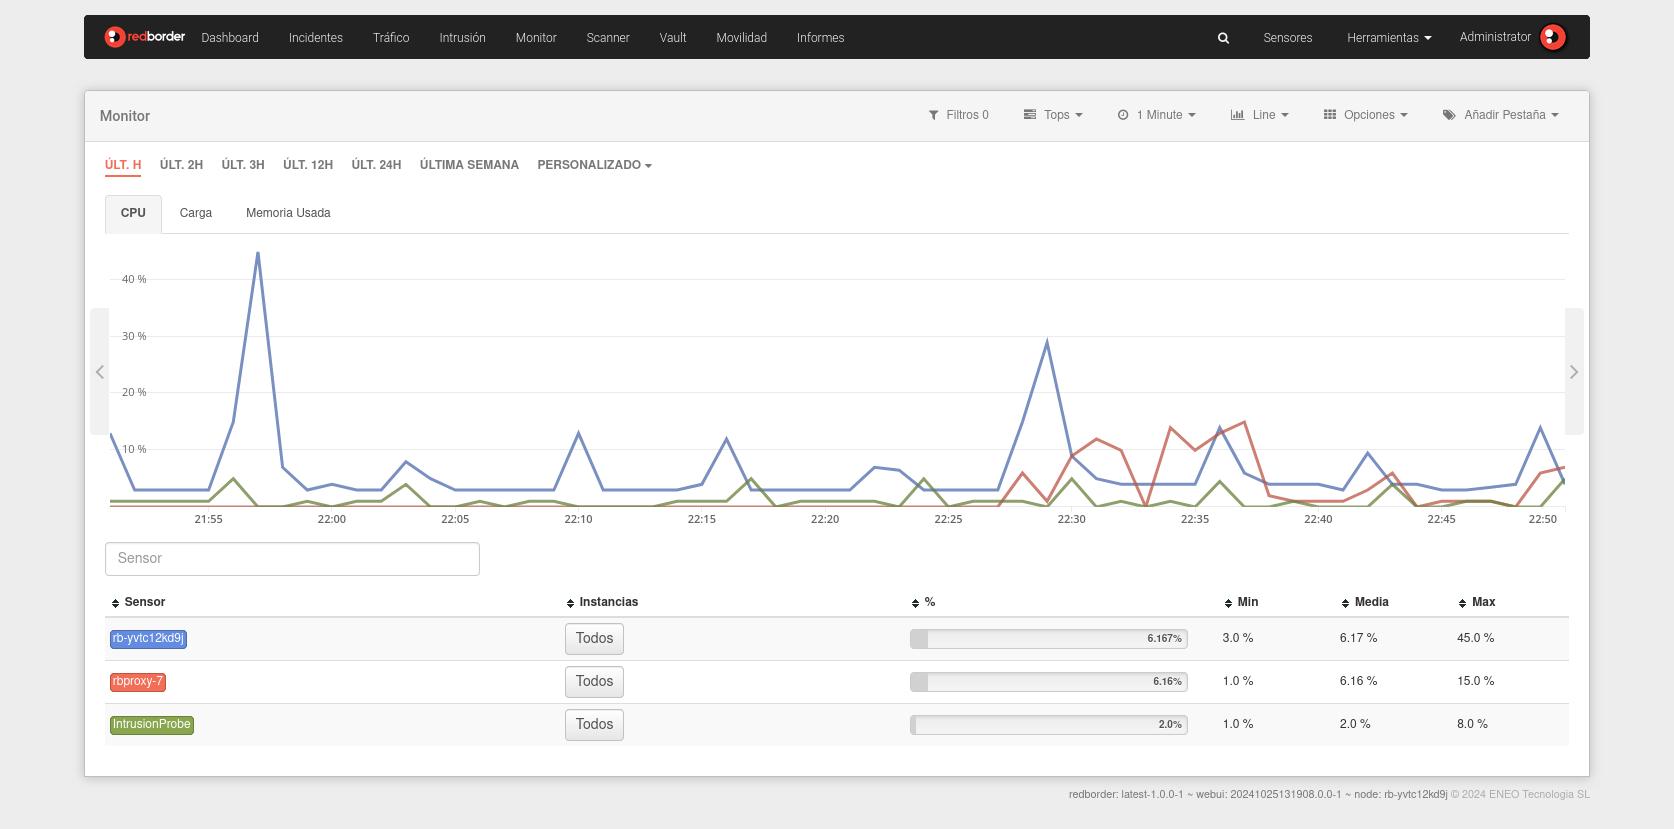 redborder Dashboard Incidentes Tráfico Intrusión Monitor Scanner Vault Movilidad Informes Sensores Herramientas Administrator
Monitor Filtros 0 Tops 1 Minute Line Opciones Añadir Pestaña
ÚLT. H ÚLT. 2H ÚLT. 3H ÚLT. 12H ÚLT. 24H ÚLTIMA SEMANA PERSONALIZADO
CPU Carga Memoria Usada
40 %
30 %
20 %
10 %
21:55 22:00 22:05 22:10 22:15 22:20 22:25 22:30 22:35 22:40 22:45 22:50
Sensor
Sensor Instancias % Min Media Max
rb-yvtc12kd9j Todos 6.167% 3.0 % 6.17 % 45.0 %
rbproxy-7 Todos 6.16% 1.0 % 6.16 % 15.0 %
IntrusionProbe Todos 2.0% 1.0 % 2.0 % 8.0 %
redborder: latest-1.0.0-1 ~ webui: 20241025131908.0.0-1 ~ node: rb-yvtc12kd9j © 2024 ENEO Tecnologia SL